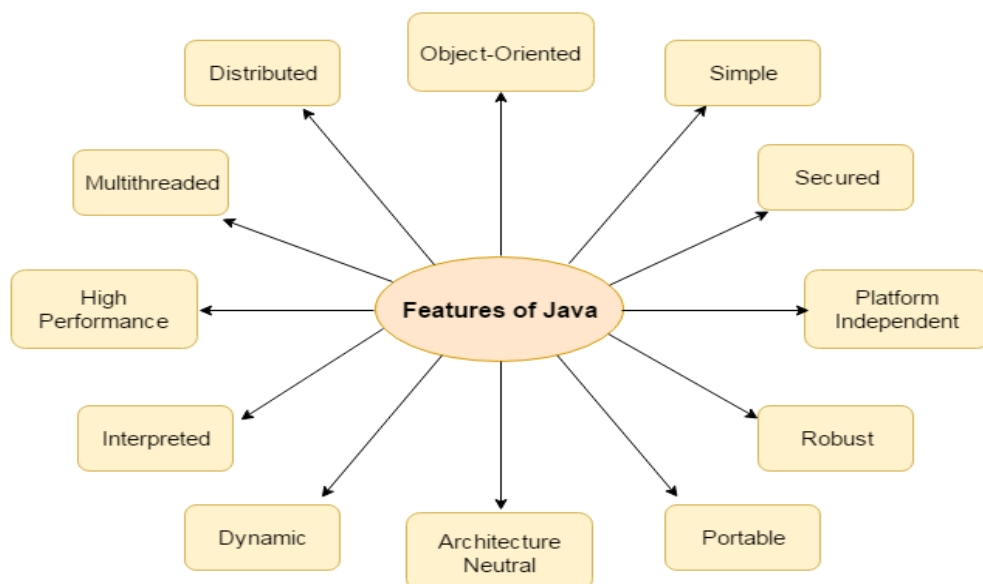 Object-Oriented
Distributed
Simple
Multithreaded
Secured
High
Performance
Features of Java
Platform
Independent
Interpreted
Robust
Dynamic
Architecture
Neutral
Portable